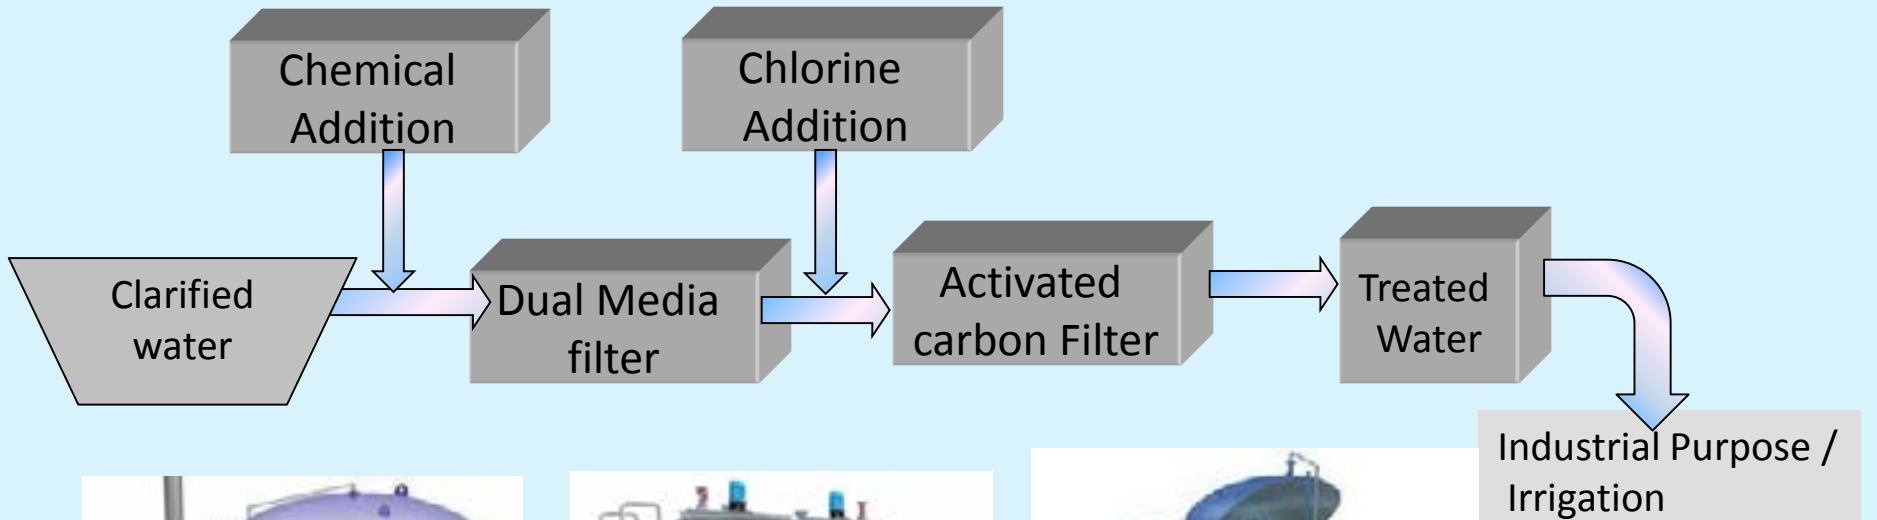 Chemical
Addition
Chlorine
Addition
Clarified
water
Dual Media
filter
Activated
carbon Filter
Treated
Water
Industrial Purpose /
Irrigation